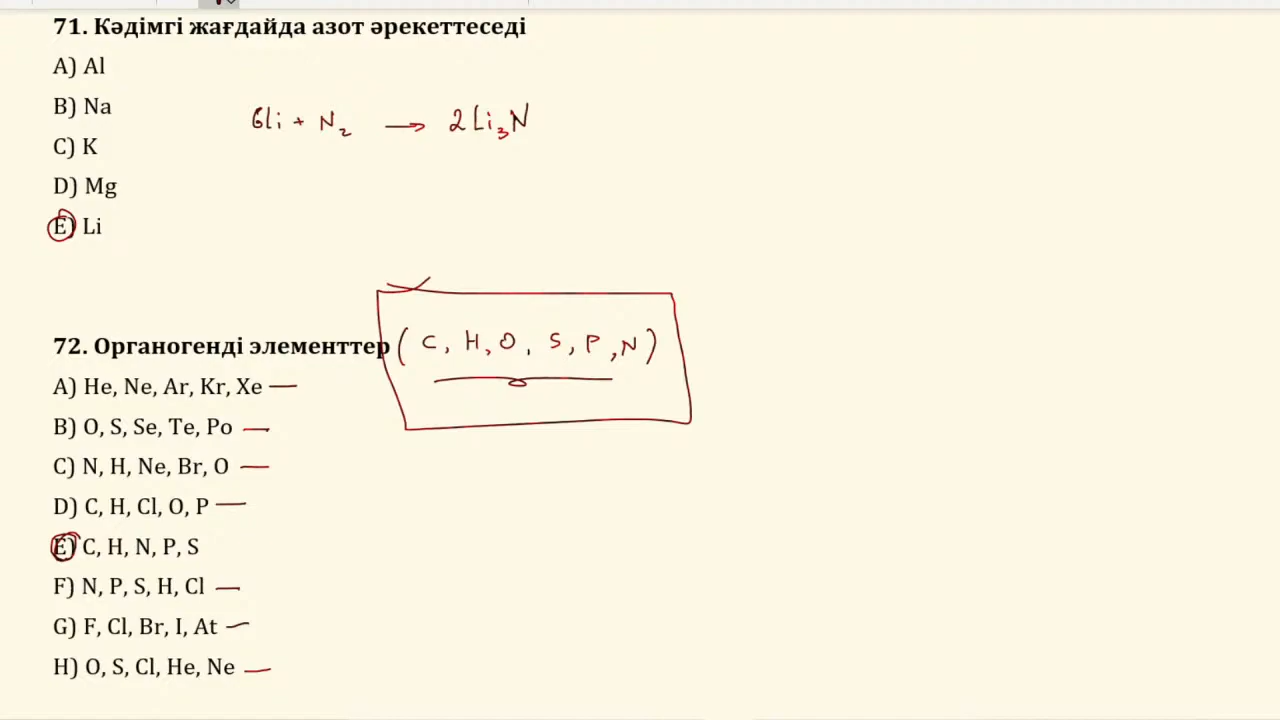 71. Кәдімгі жағдайда азот әрекеттеседі
A) Al
B) Na
6Li + N₂ → 2Li₃N
C) K
D) Mg
E) Li
72. Органогенді элементтер ( C, H, O, S, P, N )
A) He, Ne, Ar, Kr, Xe
B) O, S, Se, Te, Po
C) N, H, Ne, Br, O
D) C, H, Cl, O, P
E) C, H, N, P, S
F) N, P, S, H, Cl
G) F, Cl, Br, I, At
H) O, S, Cl, He, Ne